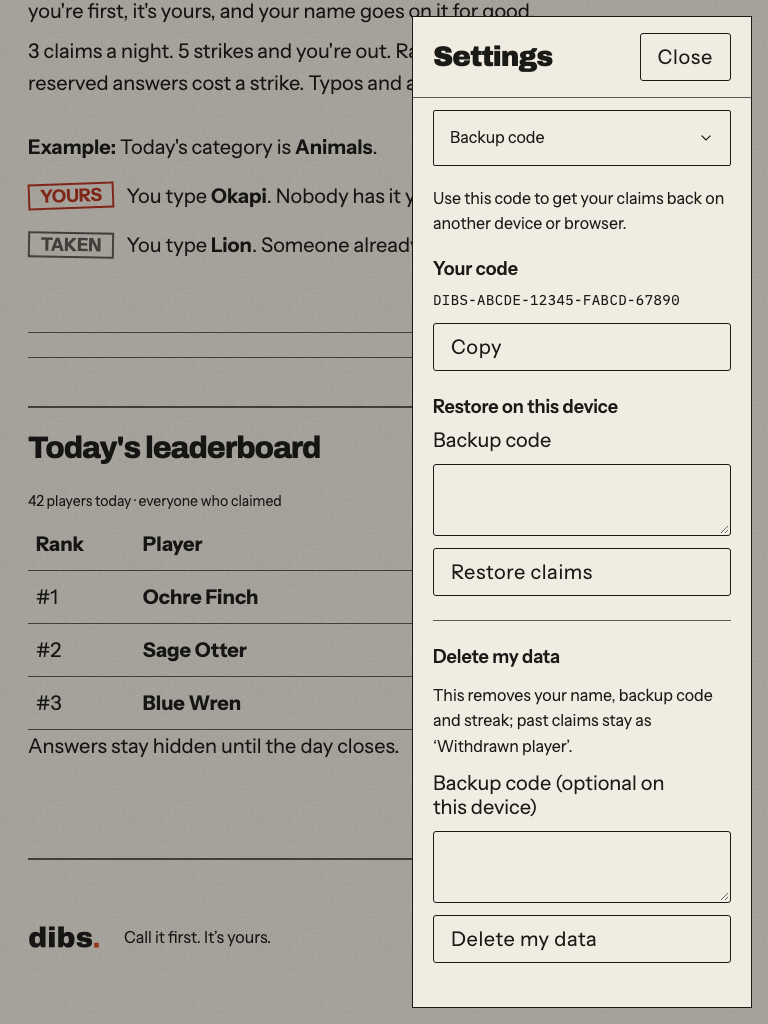 you're first, it's yours, and your name goes on it for good.
3 claims a night. 5 strikes and you're out.
reserved answers cost a strike. Typos and
Example: Today's category is Animals.
YOURS You type Okapi. Nobody has it
TAKEN You type Lion. Someone already
Today's leaderboard
42 players today · everyone who claimed
Rank Player
#1 Ochre Finch
#2 Sage Otter
#3 Blue Wren
Answers stay hidden until the day closes.
dibs. Call it first. It's yours.
Settings Close
Backup code
Use this code to get your claims back on
another device or browser.
Your code
DIBS-ABCDE-12345-FABCD-67890
Copy
Restore on this device
Backup code
Restore claims
Delete my data
This removes your name, backup code
and streak; past claims stay as
‘Withdrawn player’.
Backup code (optional on
this device)
Delete my data